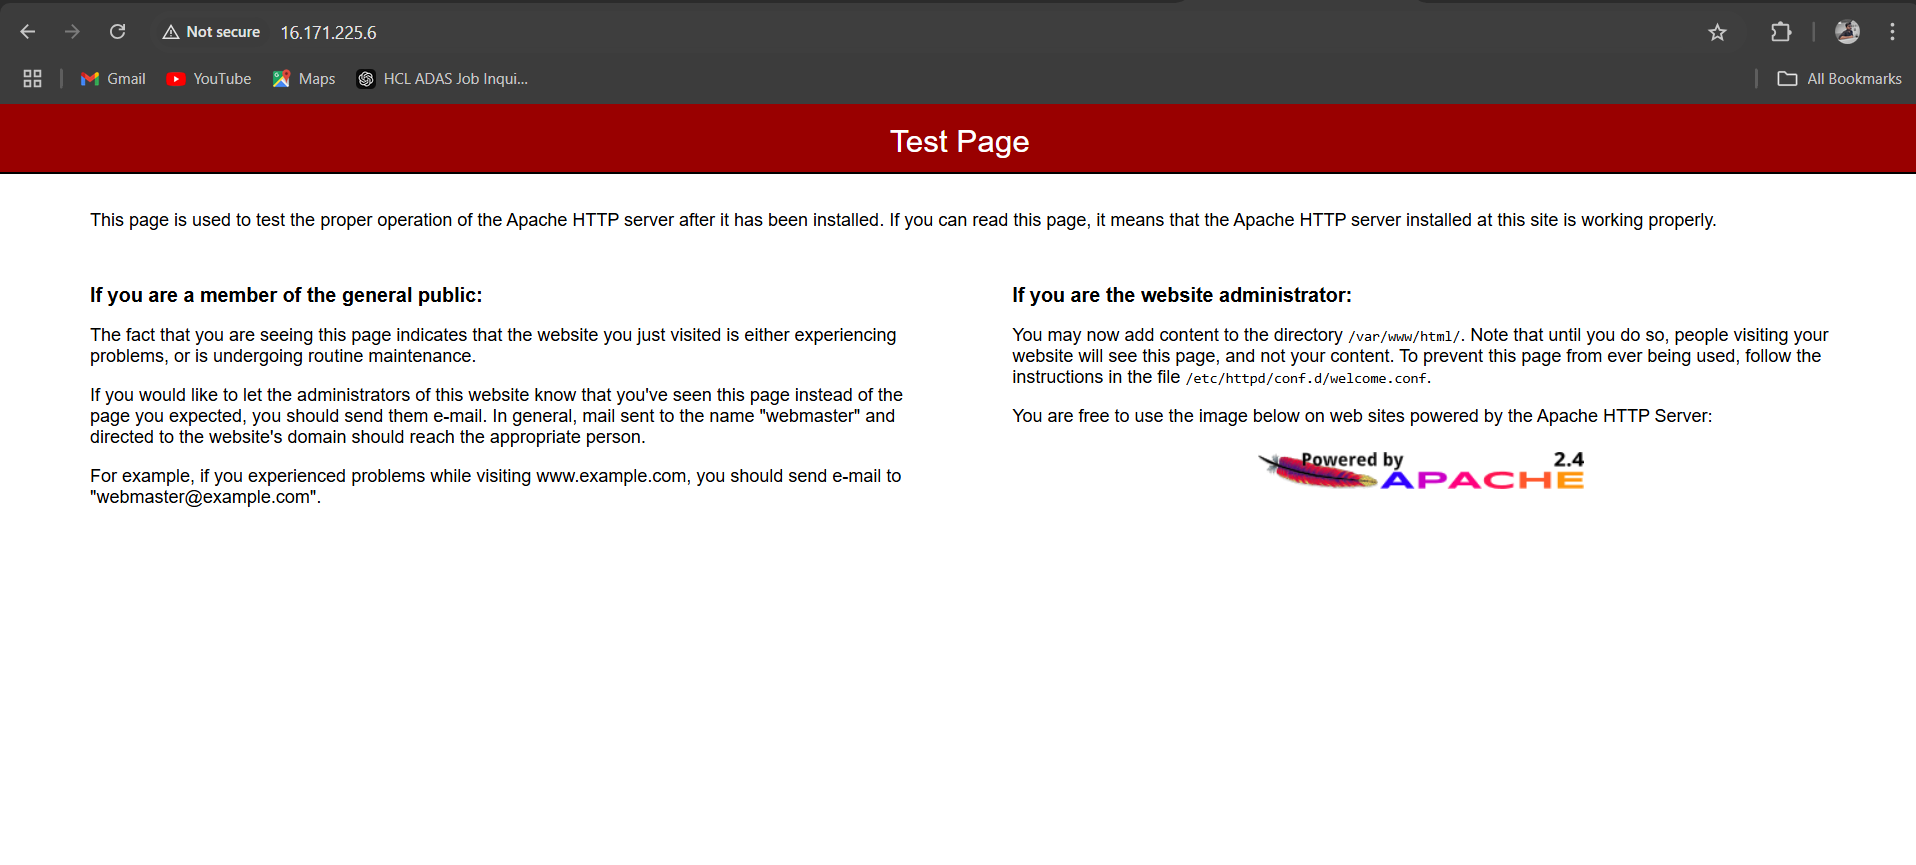 Not secure 16.171.225.6
Gmail YouTube Maps HCL ADAS Job Inqui... All Bookmarks
Test Page
This page is used to test the proper operation of the Apache HTTP server after it has been installed. If you can read this page, it means that the Apache HTTP server installed at this site is working properly.
If you are a member of the general public:
The fact that you are seeing this page indicates that the website you just visited is either experiencing
problems, or is undergoing routine maintenance.
If you would like to let the administrators of this website know that you've seen this page instead of the
page you expected, you should send them e-mail. In general, mail sent to the name "webmaster" and
directed to the website's domain should reach the appropriate person.
For example, if you experienced problems while visiting www.example.com, you should send e-mail to
"webmaster@example.com".
If you are the website administrator:
You may now add content to the directory /var/www/html/. Note that until you do so, people visiting your
website will see this page, and not your content. To prevent this page from ever being used, follow the
instructions in the file /etc/httpd/conf.d/welcome.conf.
You are free to use the image below on web sites powered by the Apache HTTP Server:
Powered by 2.4
APACHE